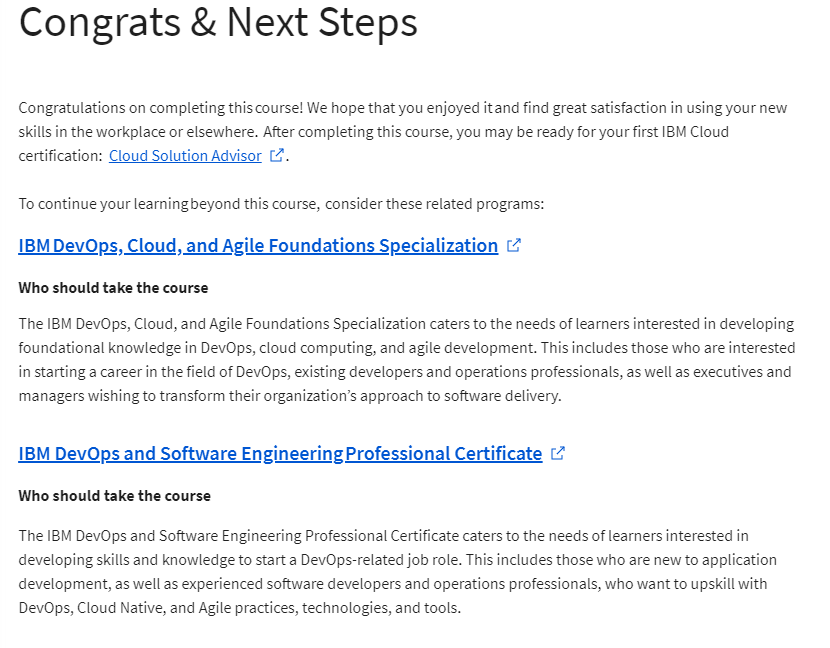 Congrats & Next Steps
Congratulations on completing this course! We hope that you enjoyed it and find great satisfaction in using your new
skills in the workplace or elsewhere. After completing this course, you may be ready for your first IBM Cloud
certification: Cloud Solution Advisor.
To continue your learning beyond this course, consider these related programs:
IBM DevOps, Cloud, and Agile Foundations Specialization
Who should take the course
The IBM DevOps, Cloud, and Agile Foundations Specialization caters to the needs of learners interested in developing
foundational knowledge in DevOps, cloud computing, and agile development. This includes those who are interested
in starting a career in the field of DevOps, existing developers and operations professionals, as well as executives and
managers wishing to transform their organization’s approach to software delivery.
IBM DevOps and Software Engineering Professional Certificate
Who should take the course
The IBM DevOps and Software Engineering Professional Certificate caters to the needs of learners interested in
developing skills and knowledge to start a DevOps-related job role. This includes those who are new to application
development, as well as experienced software developers and operations professionals, who want to upskill with
DevOps, Cloud Native, and Agile practices, technologies, and tools.